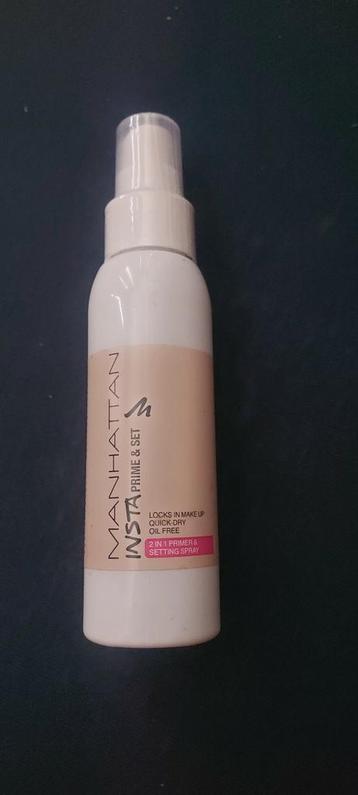 MANHATTAN
INSTA PRIME & SET
LOCKS IN MAKE UP
QUICK-DRY
OIL FREE
2 IN 1 PRIMER &
SETTING SPRAY